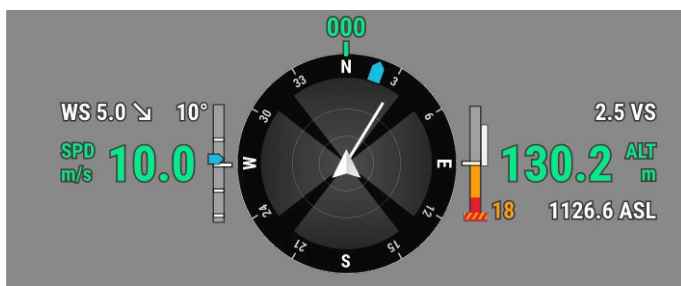 000
N
33
3
WS 5.0 ↘ 10°
30
6
2.5 VS
SPD
m/s
10.0
W
E
130.2
ALT
m
24
12
18
1126.6 ASL
21
15
S